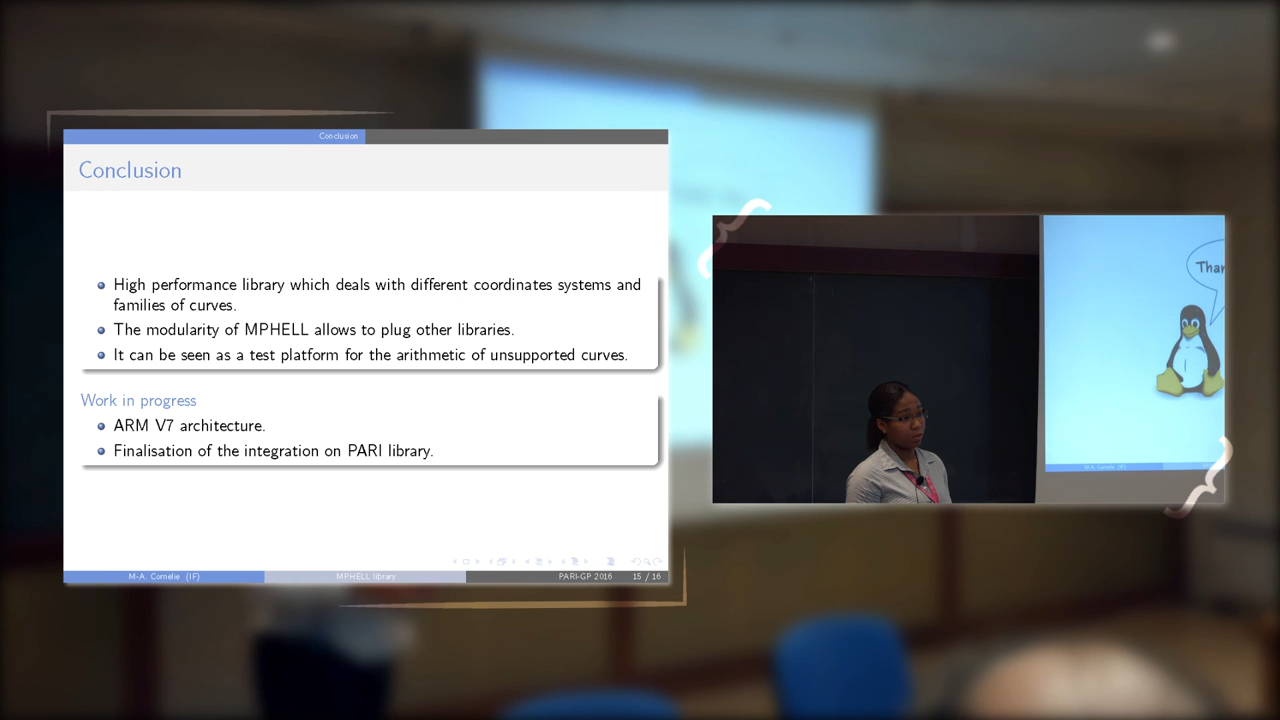 Conclusion
Conclusion
High performance library which deals with different coordinates systems and
families of curves.
The modularity of MPHELL allows to plug other libraries.
It can be seen as a test platform for the arithmetic of unsupported curves.
Work in progress
ARM V7 architecture.
Finalisation of the integration on PARI library.
M-A. Cornelie (IF) MPHELL library PARI-GP 2016 15 / 16
M-A. Cornelie (IF)